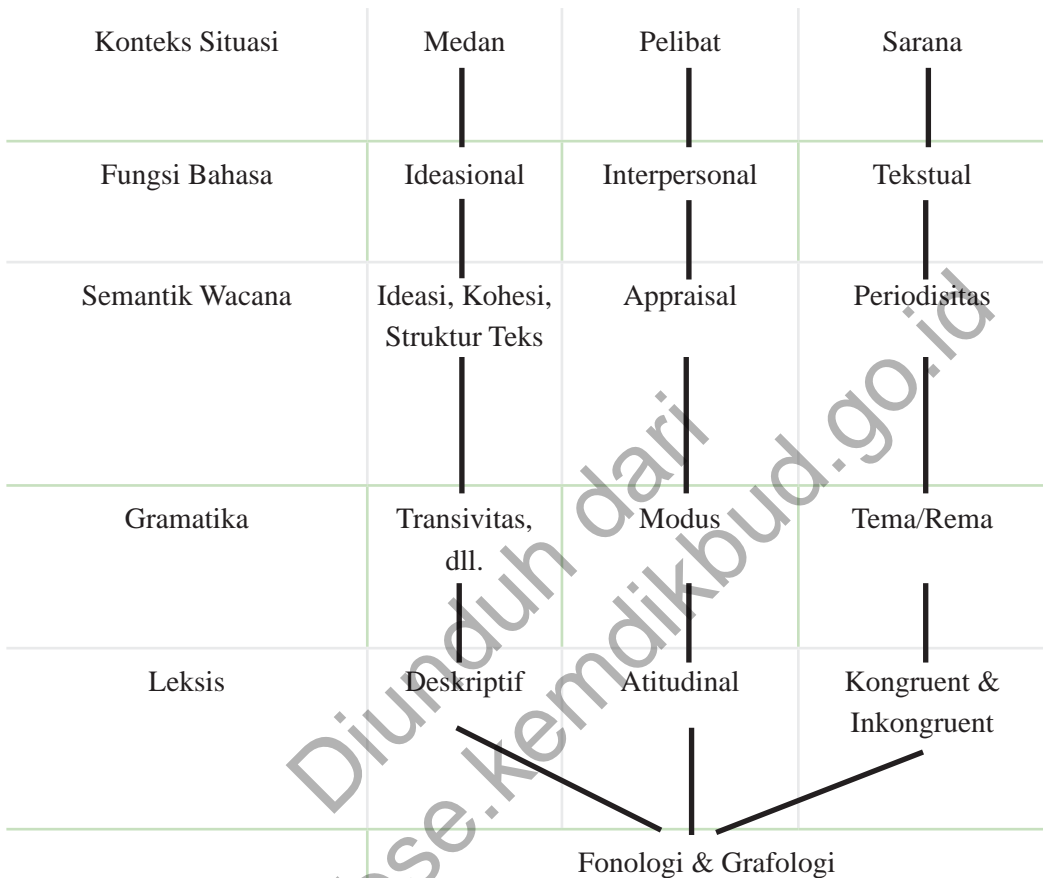 Konteks Situasi Medan Pelibat Sarana
Fungsi Bahasa Ideasional Interpersonal Tekstual
Semantik Wacana Ideasi, Kohesi, Appraisal Periodisitas
Struktur Teks
Gramatika Transivitas, Modus Tema/Rema
dll.
Leksis Deskriptif Atitudinal Kongruent &
Inkongruent
Fonologi & Grafologi
Diunduh dari
bse.kemdikbud.go.id